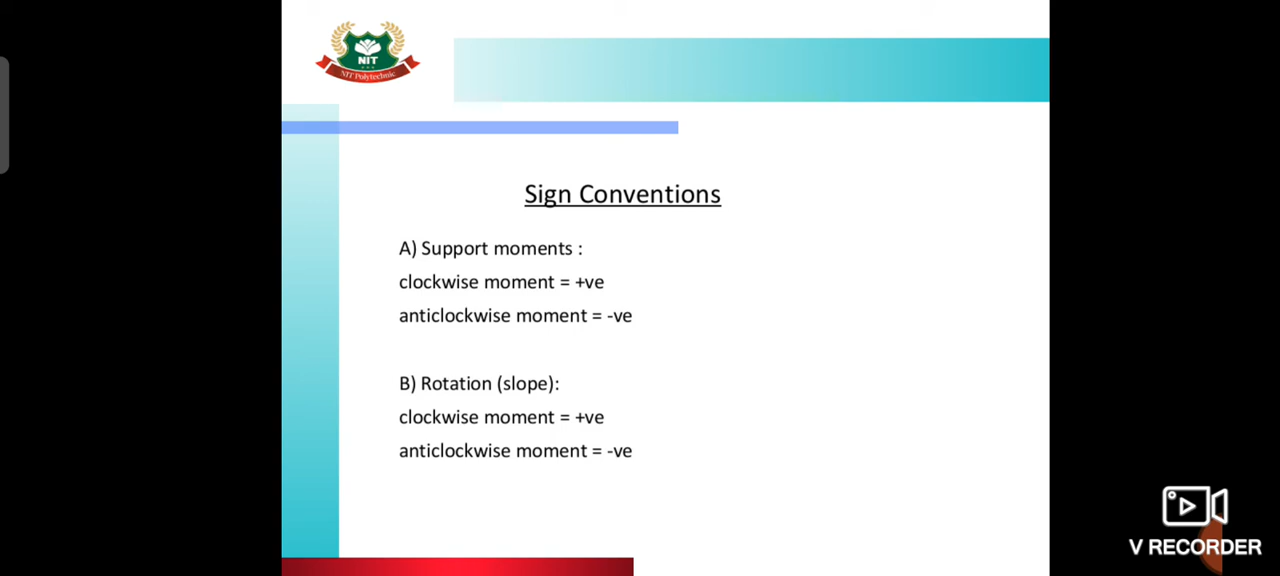 NIT
NIT Polytechnic
Sign Conventions
A) Support moments :
clockwise moment = +ve
anticlockwise moment = -ve
B) Rotation (slope):
clockwise moment = +ve
anticlockwise moment = -ve
V RECORDER